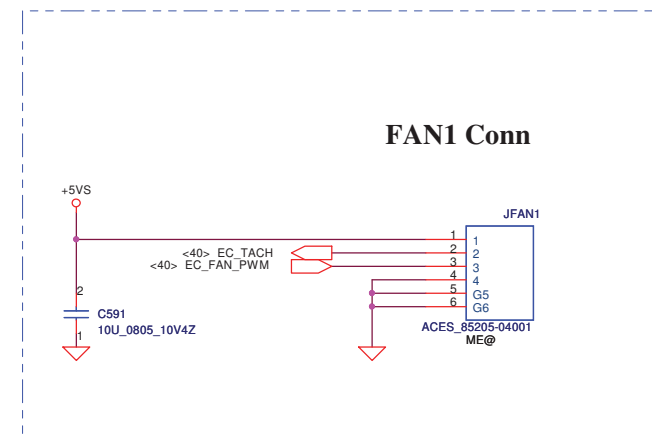 FAN1 Conn
+5VS
JFAN1
1 1
<40> EC_TACH 2 2
<40> EC_FAN_PWM 3 3
4 4
5 G5
6 G6
2
C591
10U_0805_10V4Z
1
ACES_85205-04001
ME@